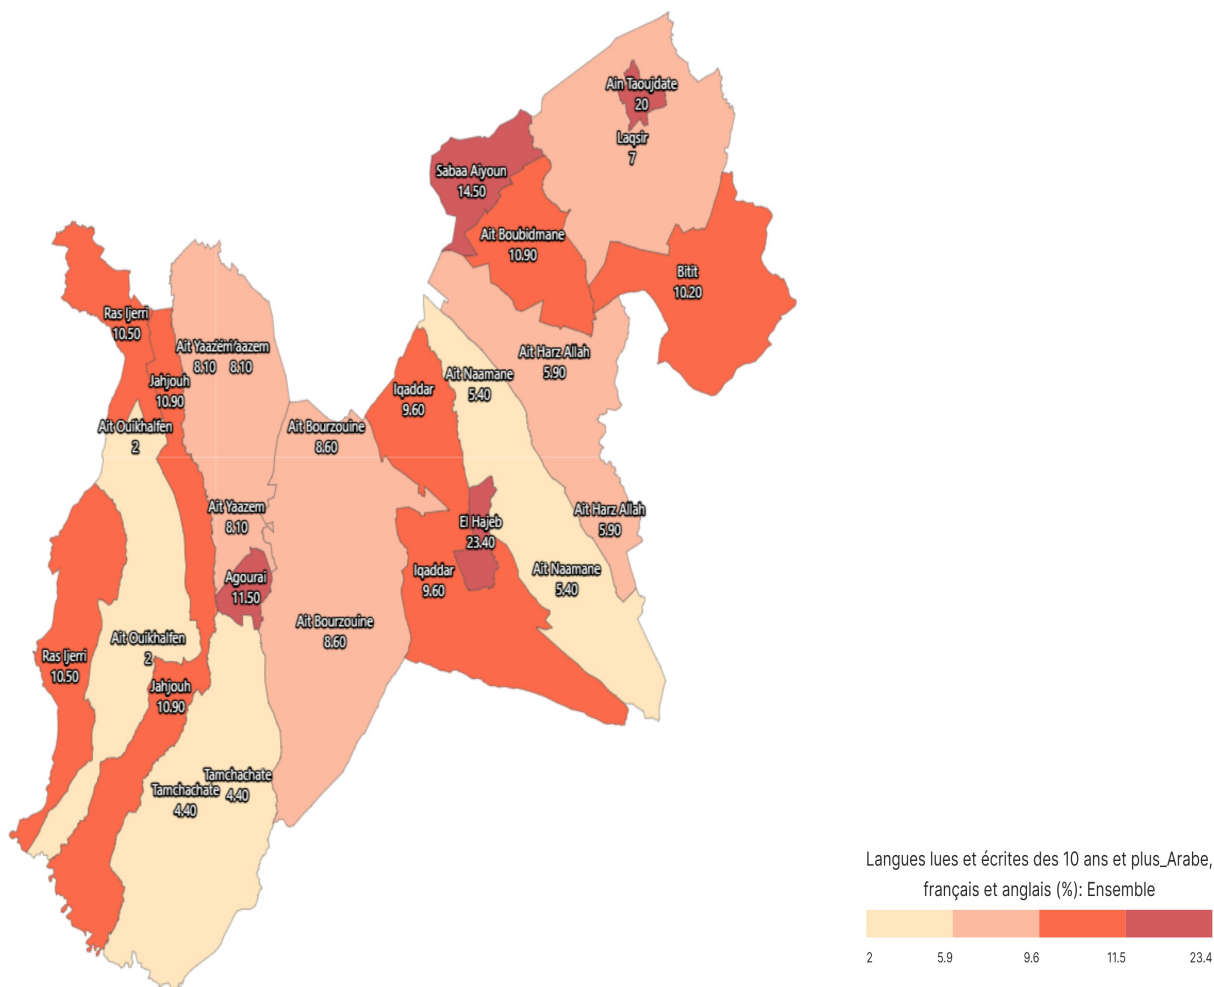 Aïn Taoujdate
20
Laqsir
7
Sabaa Aiyoun
14.50
Ait Boubidmane
10.90
Bitit
10.20
Ras Ijerri
10.50
Ait Yaazem
8.10
Yaazem
8.10
Ait Harz Allah
5.90
Jahjouh
10.90
Ait Naamane
5.40
Iqaddar
9.60
Ait Ouikhalfen
2
Ait Bourzouine
8.60
Ait Yaazem
8.10
Ait Harz Allah
5.90
El Hajeb
23.40
Agourai
11.50
Iqaddar
9.60
Ait Naamane
5.40
Ait Bourzouine
8.60
Ait Ouikhalfen
2
Ras Ijerri
10.50
Jahjouh
10.90
Tamchachate
4.40
Tamchachate
4.40
Langues lues et écrites des 10 ans et plus_Arabe,
français et anglais (%): Ensemble
2 5.9 9.6 11.5 23.4